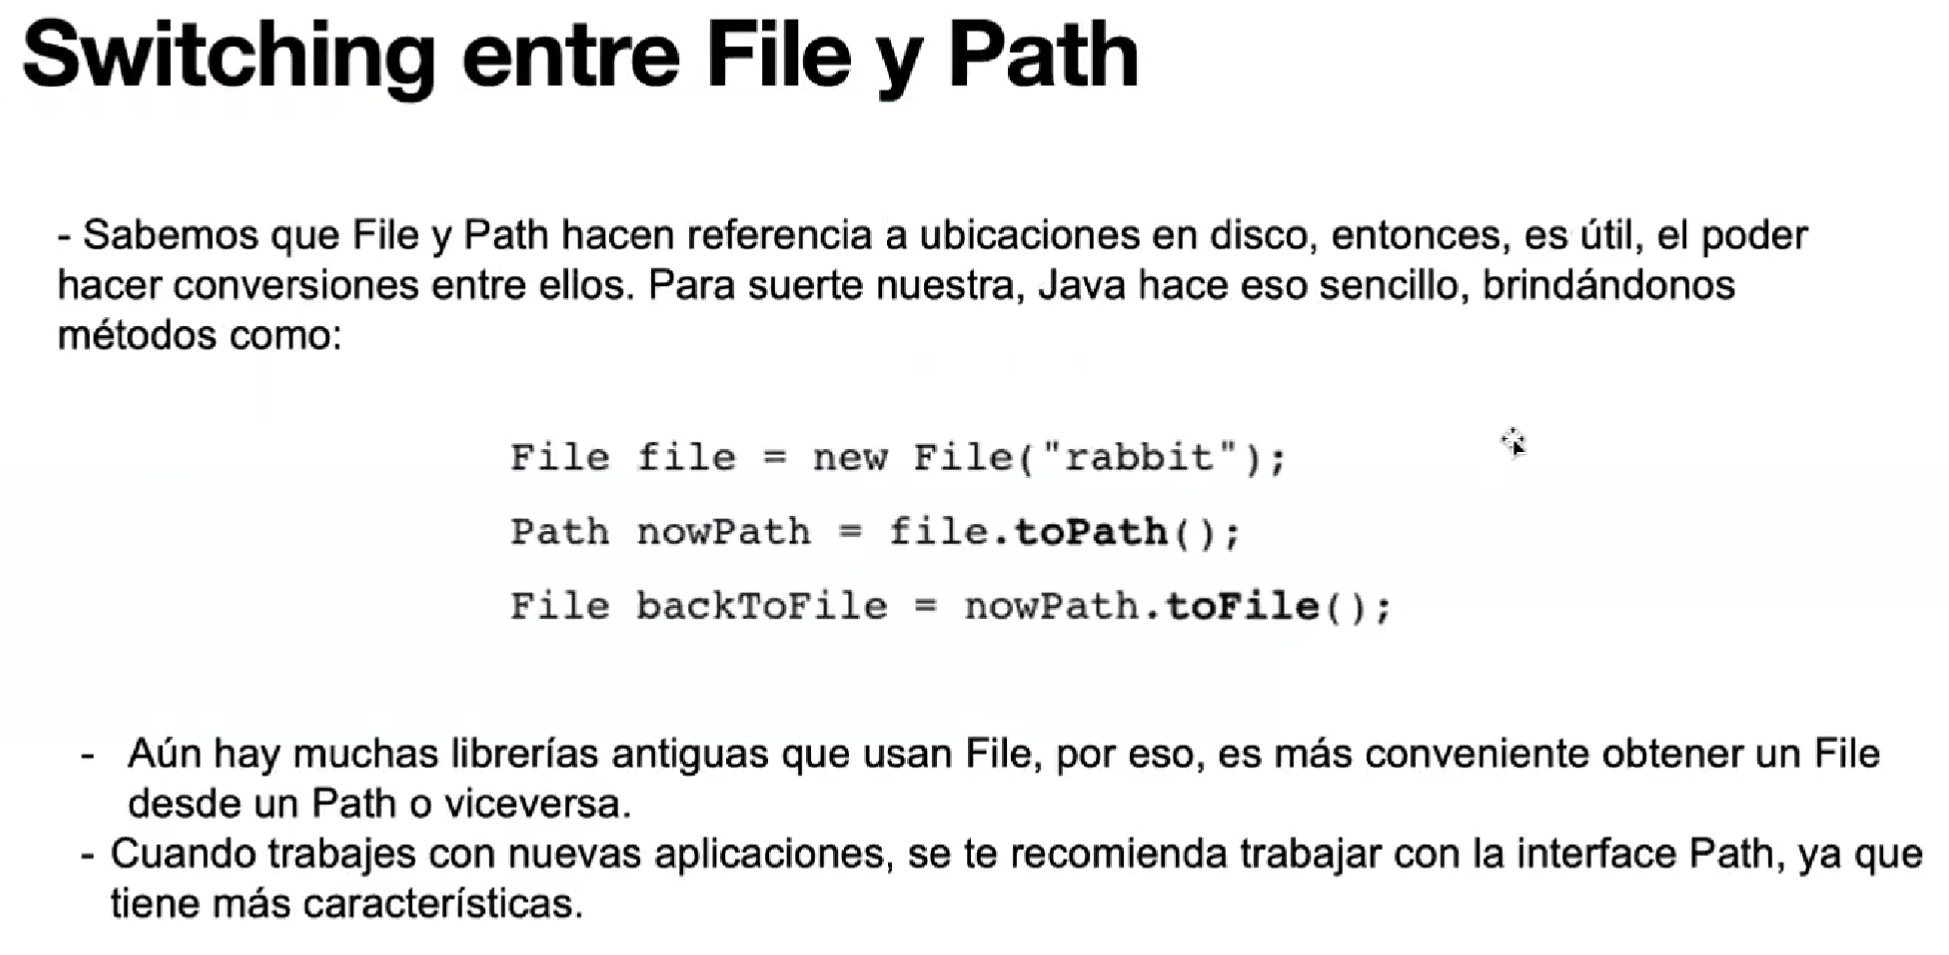 Switching entre File y Path
- Sabemos que File y Path hacen referencia a ubicaciones en disco, entonces, es útil, el poder
hacer conversiones entre ellos. Para suerte nuestra, Java hace eso sencillo, brindándonos
métodos como:
File file = new File("rabbit");
Path nowPath = file.toPath();
File backToFile = nowPath.toFile();
- Aún hay muchas librerías antiguas que usan File, por eso, es más conveniente obtener un File
desde un Path o viceversa.
- Cuando trabajes con nuevas aplicaciones, se te recomienda trabajar con la interface Path, ya que
tiene más características.